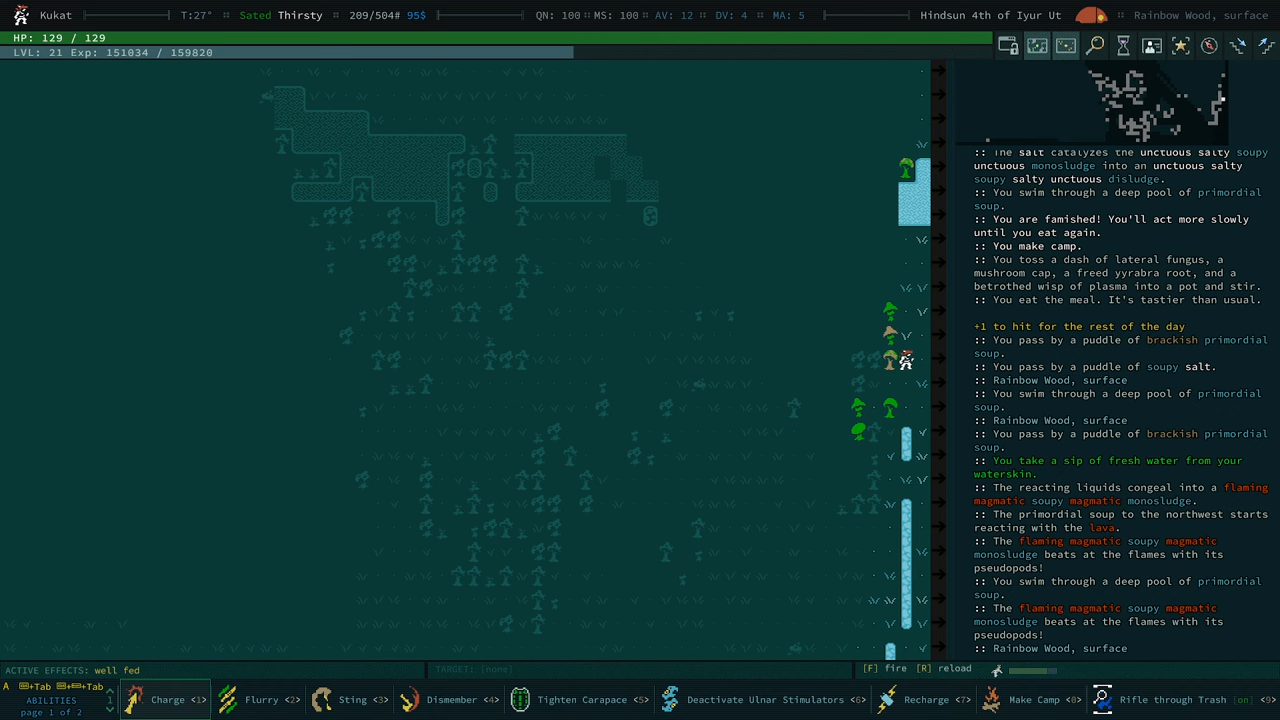 Kukat T:27° :: Sated Thirsty :: 209/504# 95$ QN: 100 :: MS: 100 :: AV: 12 :: DV: 4 :: MA: 5 Hindsun 4th of Iyur Ut :: Rainbow Wood, surface
HP: 129 / 129
LVL: 21 Exp: 151034 / 159820
:: The salt catalyzes the unctuous salty soupy
unctuous monosludge into an unctuous salty
soupy salty unctuous disludge.
:: You swim through a deep pool of primordial
soup.
:: You are famished! You'll act more slowly
until you eat again.
:: You make camp.
:: You toss a dash of lateral fungus, a
mushroom cap, a freed yyrabra root, and a
betrothed wisp of plasma into a pot and stir.
:: You eat the meal. It's tastier than usual.
+1 to hit for the rest of the day
:: You pass by a puddle of brackish primordial
soup.
:: You pass by a puddle of soupy salt.
:: Rainbow Wood, surface
:: You swim through a deep pool of primordial
soup.
:: Rainbow Wood, surface
:: You pass by a puddle of brackish primordial
soup.
:: You take a sip of fresh water from your
waterskin.
:: The reacting liquids congeal into a flaming
magmatic soupy magmatic monosludge.
:: The primordial soup to the northwest starts
reacting with the lava.
:: The flaming magmatic soupy magmatic
monosludge beats at the flames with its
pseudopods!
:: You swim through a deep pool of primordial
soup.
:: The flaming magmatic soupy magmatic
monosludge beats at the flames with its
pseudopods!
:: Rainbow Wood, surface
ACTIVE EFFECTS: well fed
TARGET: [none]
[F] fire [R] reload
A +Tab +Tab
ABILITIES 1
page 1 of 2
Charge <1> Flurry <2> Sting <3> Dismember <4> Tighten Carapace <5> Deactivate Ulnar Stimulators <6> Recharge <7> Make Camp <0> Rifle through Trash [on] <9>